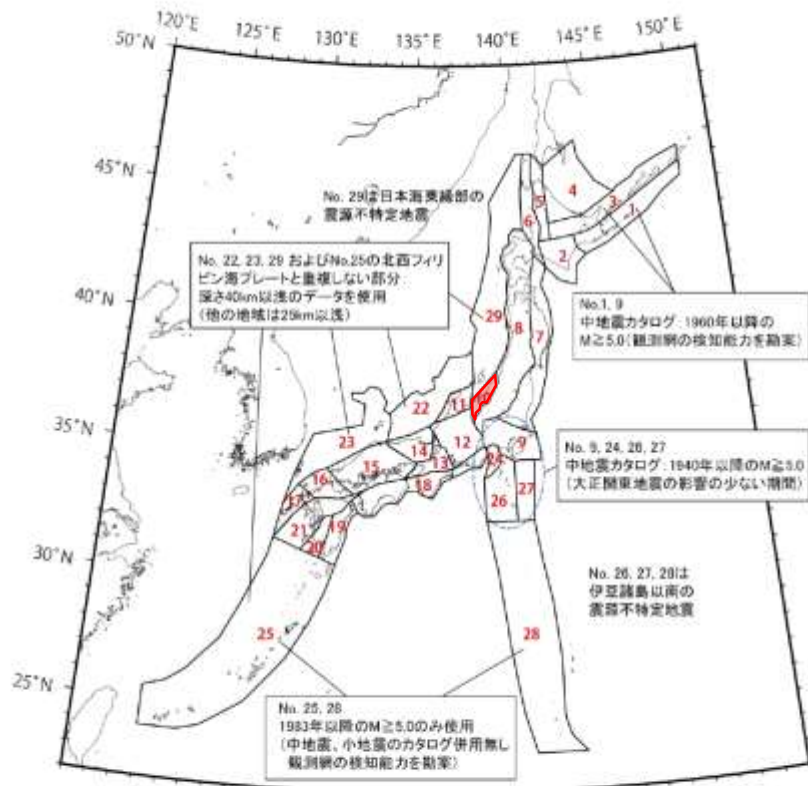 120°E
125°E
130°E
135°E
140°E
145°E
150°E
50°N
45°N
40°N
35°N
30°N
25°N
No. 29は日本海東縁部の
震源不特定地震
No. 22, 23, 29 およびNo.25の北西フィリ
ピン海プレートと重複しない部分
深さ40km以浅のデータを使用
(他の地域は25km以浅)
No.1, 9
中地震カタログ:1960年以降の
M≧5.0(観測網の検知能力を勘案)
No. 9, 24, 26, 27
中地震カタログ:1940年以降のM≧5.0
(大正関東地震の影響の少ない期間)
No. 26, 27, 28は
伊豆諸島以南の
震源不特定地震
No. 25, 28
1983年以降のM≧5.0のみ使用
(中地震、小地震のカタログ併用無し
観測網の検知能力を勘案)
4
5
3
1
6
2
29
8
7
22
11
23
12
9
14
13
24
15
16
18
27
26
17
19
21
20
25
28